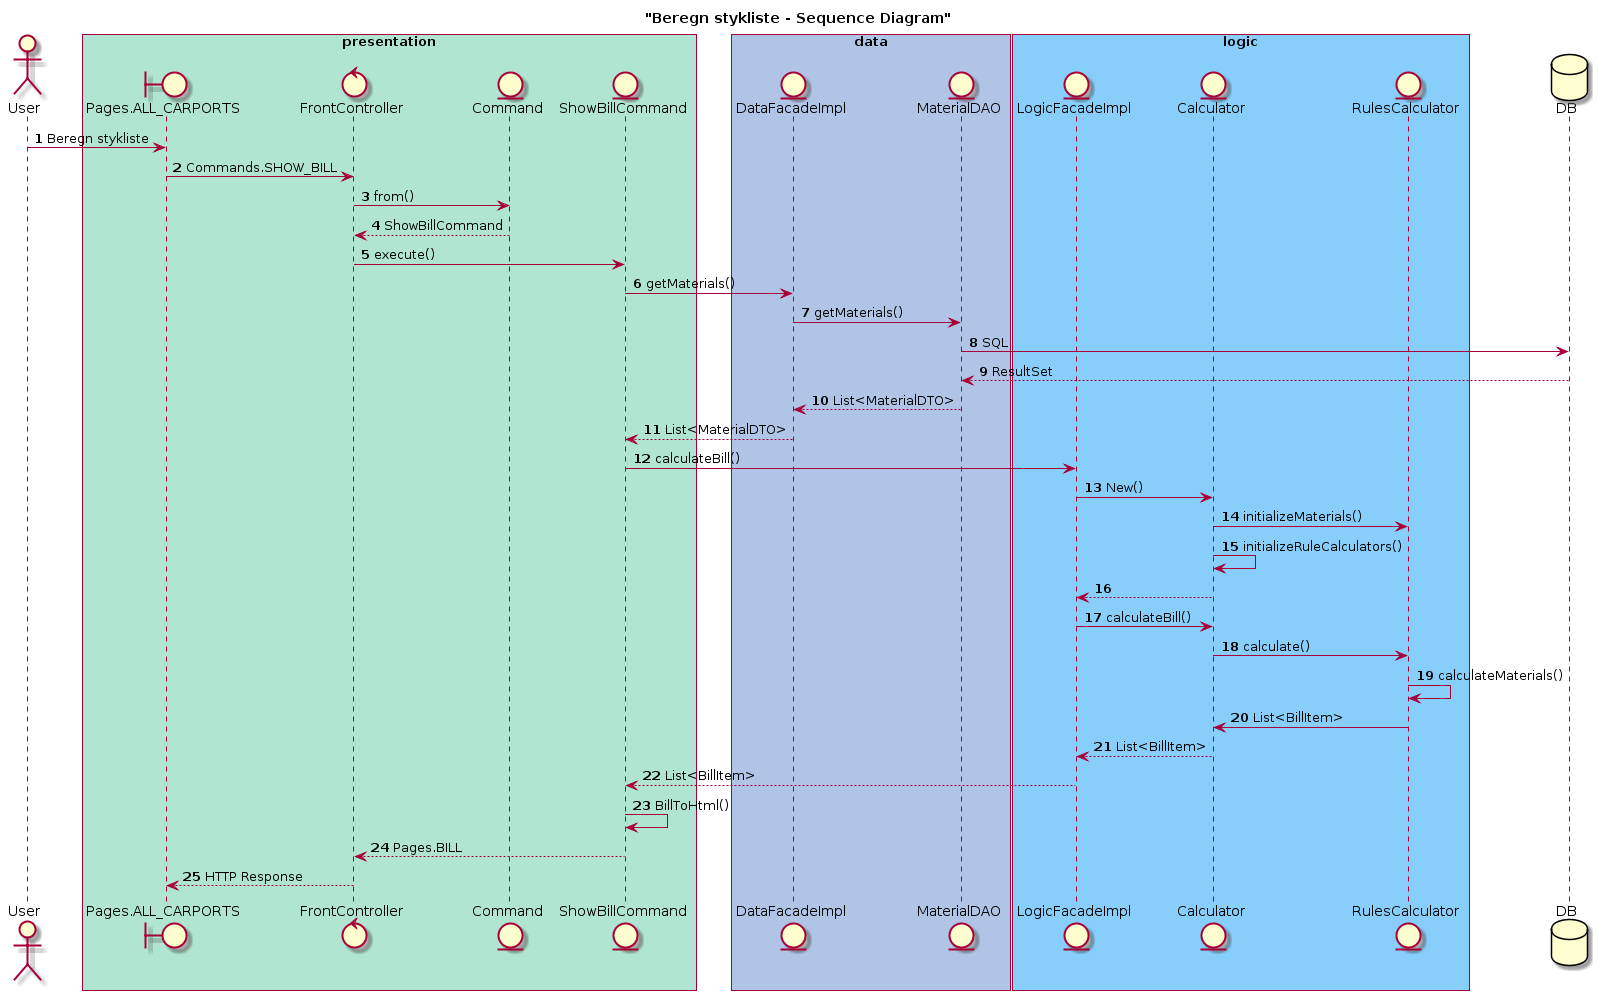 "Beregn stykliste - Sequence Diagram"
presentation
data
logic
User
Pages.ALL_CARPORTS
FrontController
Command
ShowBillCommand
DataFacadeImpl
MaterialDAO
LogicFacadeImpl
Calculator
RulesCalculator
DB
1 Beregn stykliste
2 Commands.SHOW_BILL
3 from()
4 ShowBillCommand
5 execute()
6 getMaterials()
7 getMaterials()
8 SQL
9 ResultSet
10 List<MaterialDTO>
11 List<MaterialDTO>
12 calculateBill()
13 New()
14 initializeMaterials()
15 initializeRuleCalculators()
16
17 calculateBill()
18 calculate()
19 calculateMaterials()
20 List<BillItem>
21 List<BillItem>
22 List<BillItem>
23 BillToHtml()
24 Pages.BILL
25 HTTP Response
User
Pages.ALL_CARPORTS
FrontController
Command
ShowBillCommand
DataFacadeImpl
MaterialDAO
LogicFacadeImpl
Calculator
RulesCalculator
DB